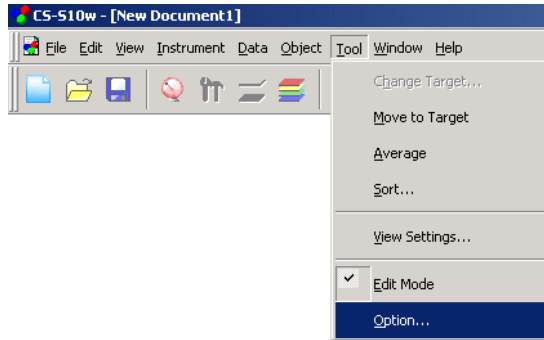 CS-S10w - [New Document1]
File Edit View Instrument Data Object Tool Window Help
Change Target...
Move to Target
Average
Sort...
View Settings...
Edit Mode
Option...